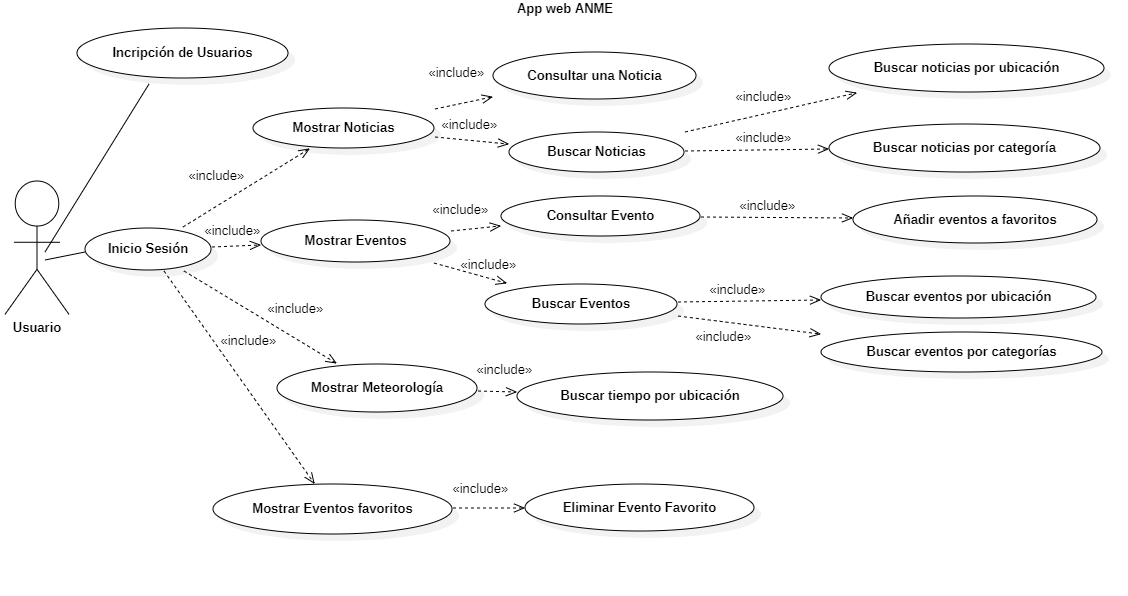 App web ANME
Incripción de Usuarios
«include»
Consultar una Noticia
Buscar noticias por ubicación
«include»
Mostrar Noticias
«include»
Buscar Noticias
«include»
Buscar noticias por categoría
«include»
Inicio Sesión
«include»
Mostrar Eventos
«include»
Consultar Evento
«include»
Añadir eventos a favoritos
«include»
Buscar Eventos
«include»
Buscar eventos por ubicación
«include»
Buscar eventos por categorías
Usuario
«include»
«include»
Mostrar Meteorología
«include»
Buscar tiempo por ubicación
Mostrar Eventos favoritos
«include»
Eliminar Evento Favorito